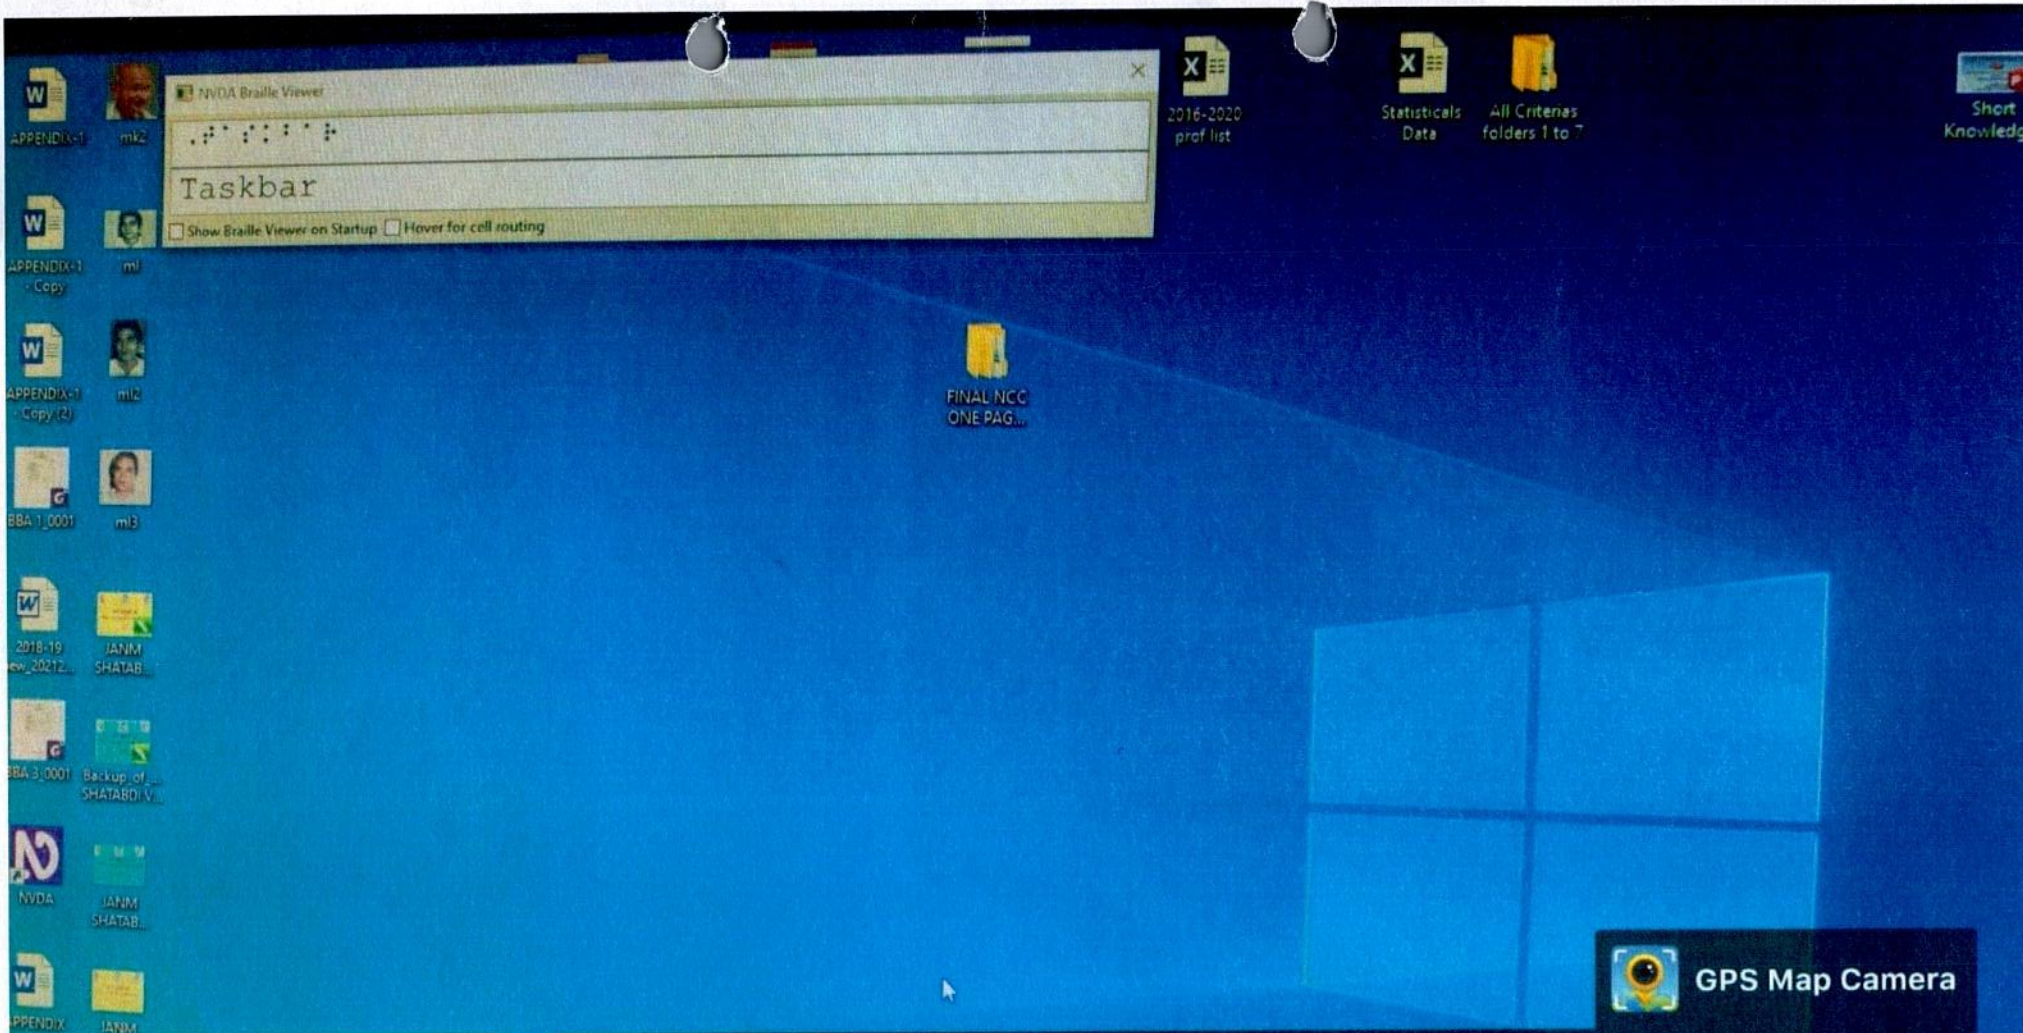 NVDA Braille Viewer
⠠⠞⠁⠎⠅⠃⠁⠗
Taskbar
Show Braille Viewer on Startup
Hover for cell routing
APPENDIX-1
mk2
APPENDIX-1
- Copy
ml
APPENDIX-1
- Copy (2)
ml2
BBA 1_0001
ml3
2018-19
ew_20212...
JANM
SHATAB...
BBA 3_0001
Backup_of_...
SHATABDI V...
NVDA
JANM
SHATAB...
APPENDIX
JANM
2016-2020
prof list
Statisticals
Data
All Criterias
folders 1 to 7
Short
Knowledg
FINAL NCC
ONE PAG...
GPS Map Camera